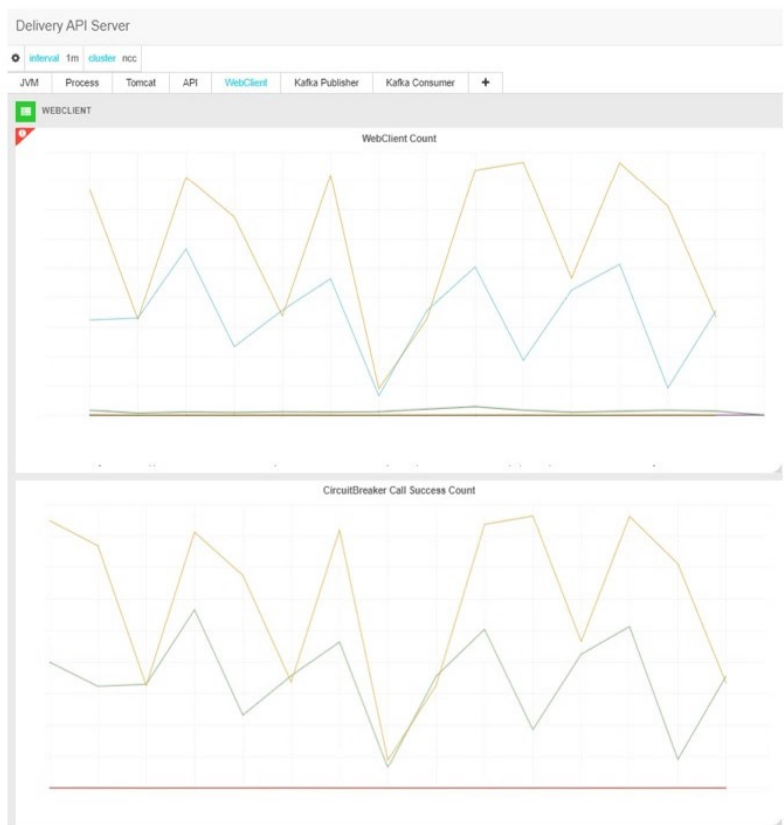 Delivery API Server
interval 1m cluster ncc
JVM Process Tomcat API WebClient Kafka Publisher Kafka Consumer +
WEBCLIENT
WebClient Count
CircuitBreaker Call Success Count